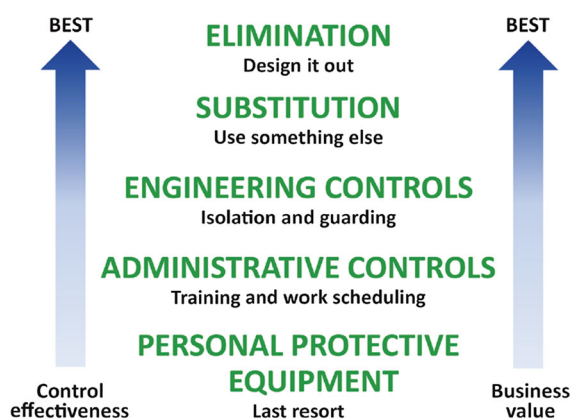 BEST
BEST
ELIMINATION
Design it out
SUBSTITUTION
Use something else
ENGINEERING CONTROLS
Isolation and guarding
ADMINISTRATIVE CONTROLS
Training and work scheduling
PERSONAL PROTECTIVE
EQUIPMENT
Last resort
Control
effectiveness
Business
value